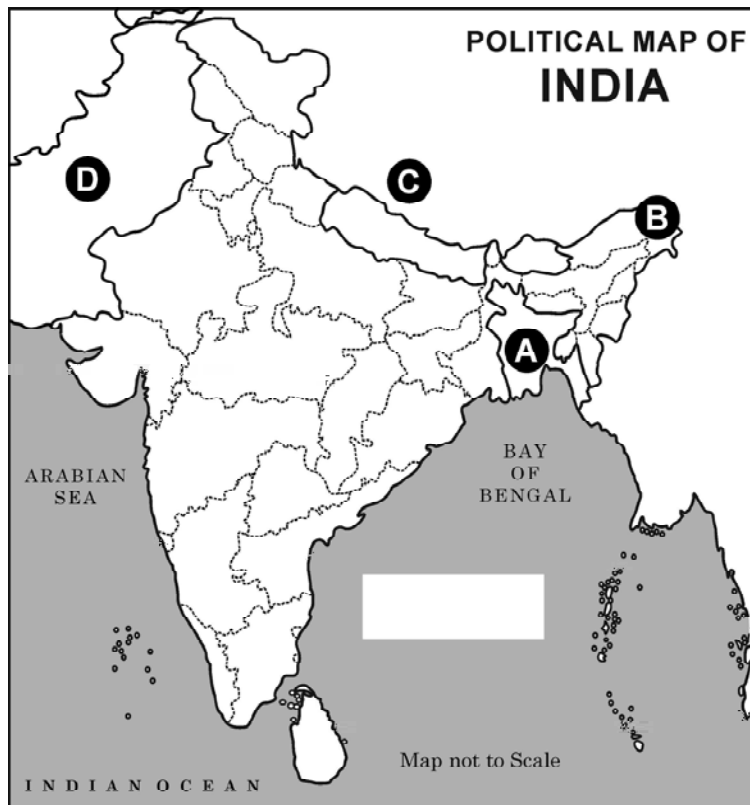 POLITICAL MAP OF
INDIA
D
C
B
A
ARABIAN
SEA
BAY
OF
BENGAL
Map not to Scale
INDIAN OCEAN